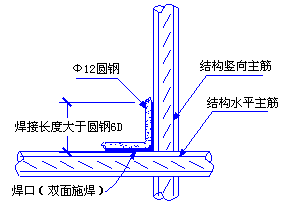 Φ12圆钢
结构竖向主筋
结构水平主筋
焊接长度大于圆钢6D
焊口（双面施焊）